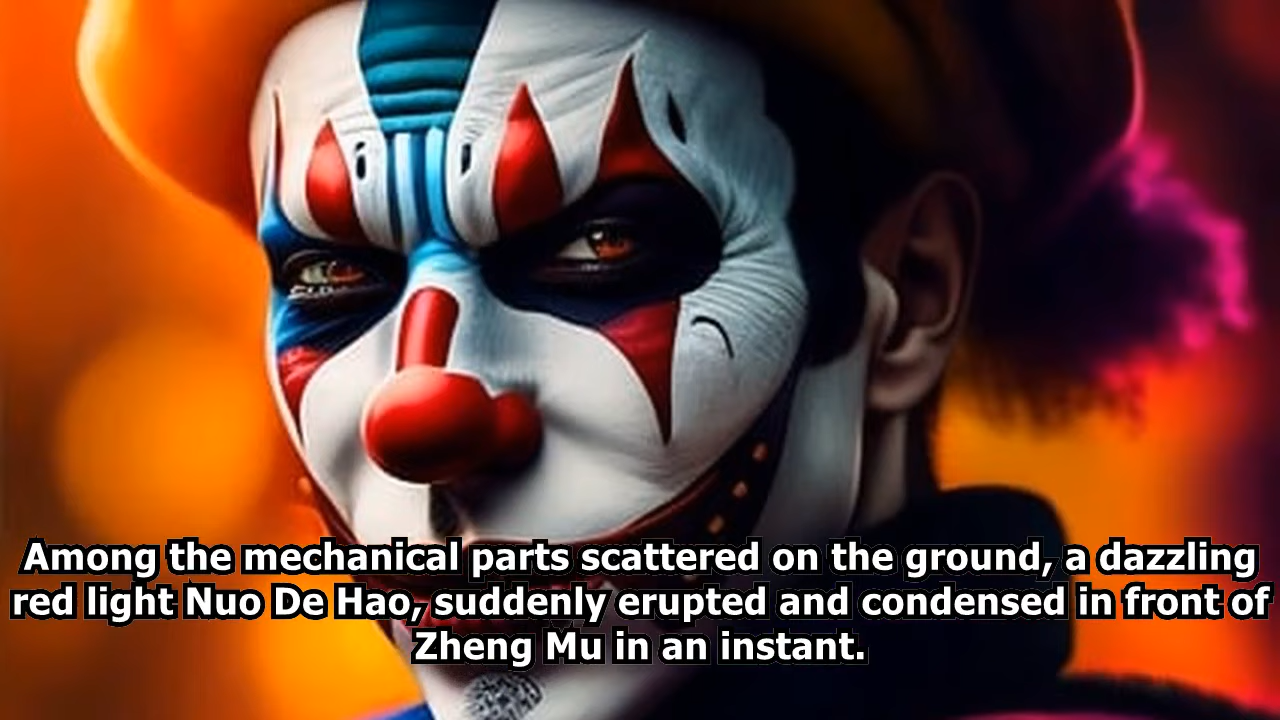 Among the mechanical parts scattered on the ground, a dazzling
red light Nuo De Hao, suddenly erupted and condensed in front of
Zheng Mu in an instant.